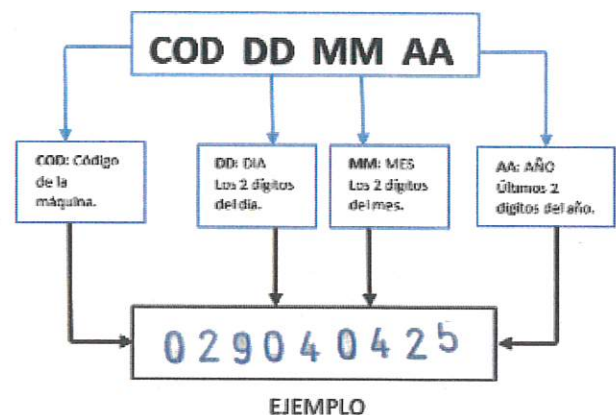 COD DD MM AA
COD: Código
de la
máquina.
DD: DIA
Los 2 dígitos
del día.
MM: MES
Los 2 dígitos
del mes.
AA: AÑO
Últimos 2
dígitos del año.
029040425
EJEMPLO